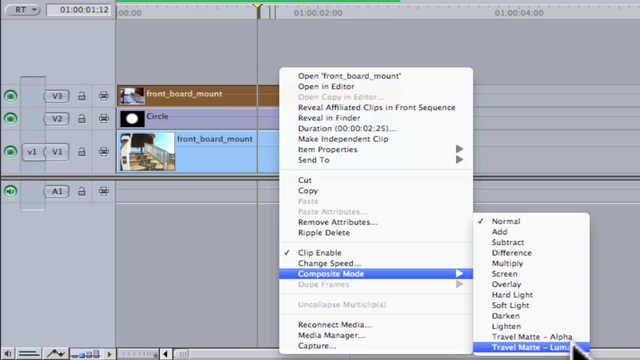 RT
01:00:01;12
00;00
01:00:02;00
01:00:04;00
V3
front_board_mount
V2
Circle
v1
V1
front_board_mount
A1
Open 'front_board_mount'
Open in Editor
Open Copy in Editor...
Reveal Affiliated Clips in Front Sequence
Reveal in Finder
Duration (00:00:02;25)...
Make Independent Clip
Item Properties
Send To
Cut
Copy
Paste
Paste Attributes...
Remove Attributes...
Ripple Delete
✓ Clip Enable
Change Speed...
Composite Mode
Dupe Frames
Uncollapse Multiclip(s)
Reconnect Media...
Media Manager...
Capture...
✓ Normal
Add
Subtract
Difference
Multiply
Screen
Overlay
Hard Light
Soft Light
Darken
Lighten
Travel Matte - Alpha
Travel Matte - Luma